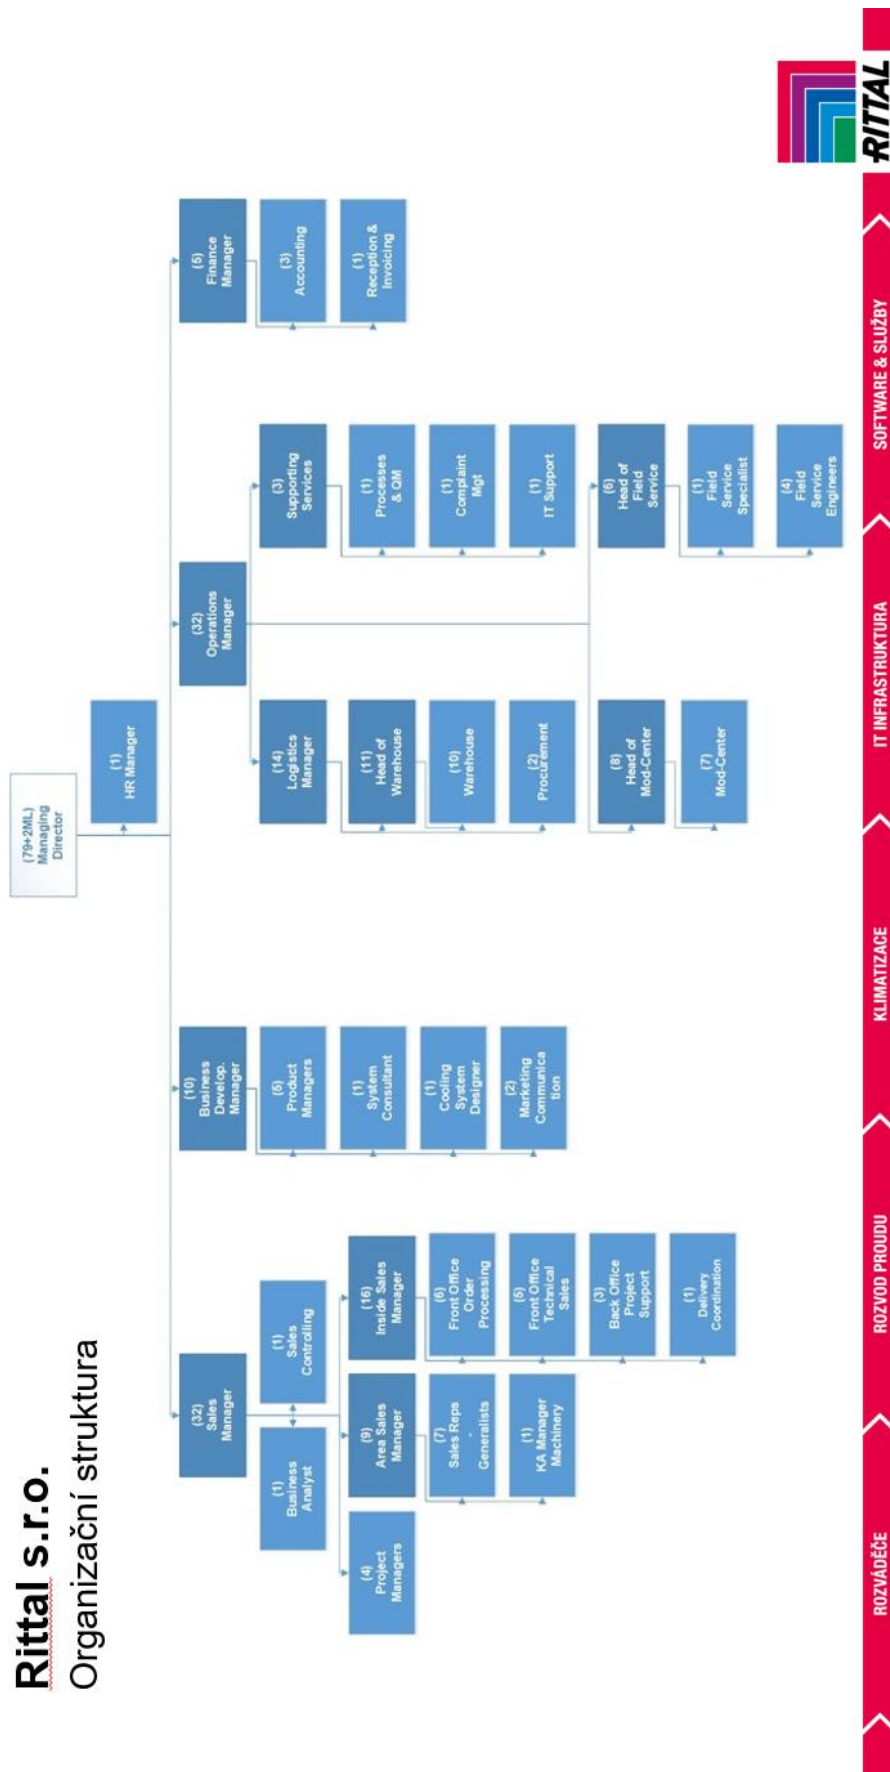 Rittal s.r.o.
Organizační struktura
(79+2ML)
Managing
Director
(1)
HR Manager
(32)
Sales
Manager
(10)
Business
Develop.
Manager
(32)
Operations
Manager
(5)
Finance
Manager
(1)
Business
Analyst
(1)
Sales
Controlling
(4)
Project
Managers
(9)
Area Sales
Manager
(7)
Sales Reps
-
Generalists
(1)
KA Manager
Machinery
(16)
Inside Sales
Manager
(6)
Front Office
Order
Processing
(5)
Front Office
Technical
Sales
(3)
Back Office
Project
Support
(1)
Delivery
Coordination
(5)
Product
Managers
(1)
System
Consultant
(1)
Cooling
System
Designer
(2)
Marketing
Communica
tion
(14)
Logistics
Manager
(11)
Head of
Warehouse
(10)
Warehouse
(2)
Procurement
(8)
Head of
Mod-Center
(7)
Mod-Center
(3)
Supporting
Services
(1)
Processes
& QM
(1)
Complaint
Mgt
(1)
IT Support
(6)
Head of
Field
Service
(1)
Field
Service
Specialist
(4)
Field
Service
Engineers
(3)
Accounting
(1)
Reception &
Invoicing
ROZVÁDĚČE
ROZVOD PROUDU
KLIMATIZACE
IT INFRASTRUKTURA
SOFTWARE & SLUŽBY
RITTAL